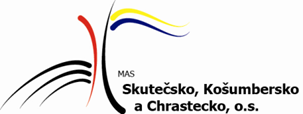 MAS
Skutečsko, Košumbersko
a Chrastecko, o.s.